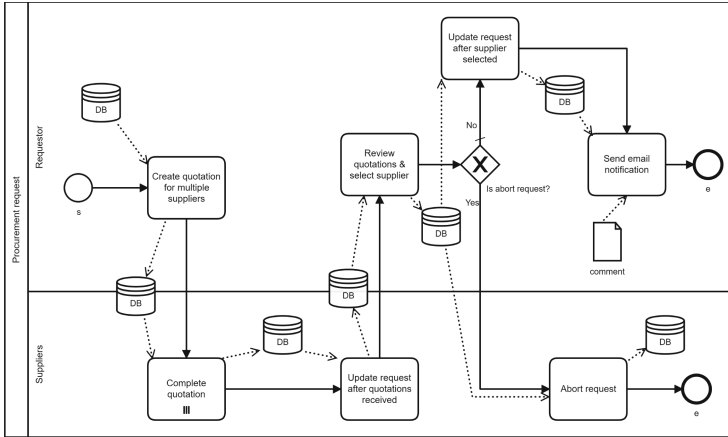 Procurement request
Requestor
Suppliers
DB
s
Create quotation
for multiple
suppliers
DB
Complete
quotation
DB
Update request
after quotations
received
DB
Review
quotations &
select supplier
DB
Is abort request?
No
Yes
Update request
after supplier
selected
DB
Send email
notification
e
comment
Abort request
DB
e